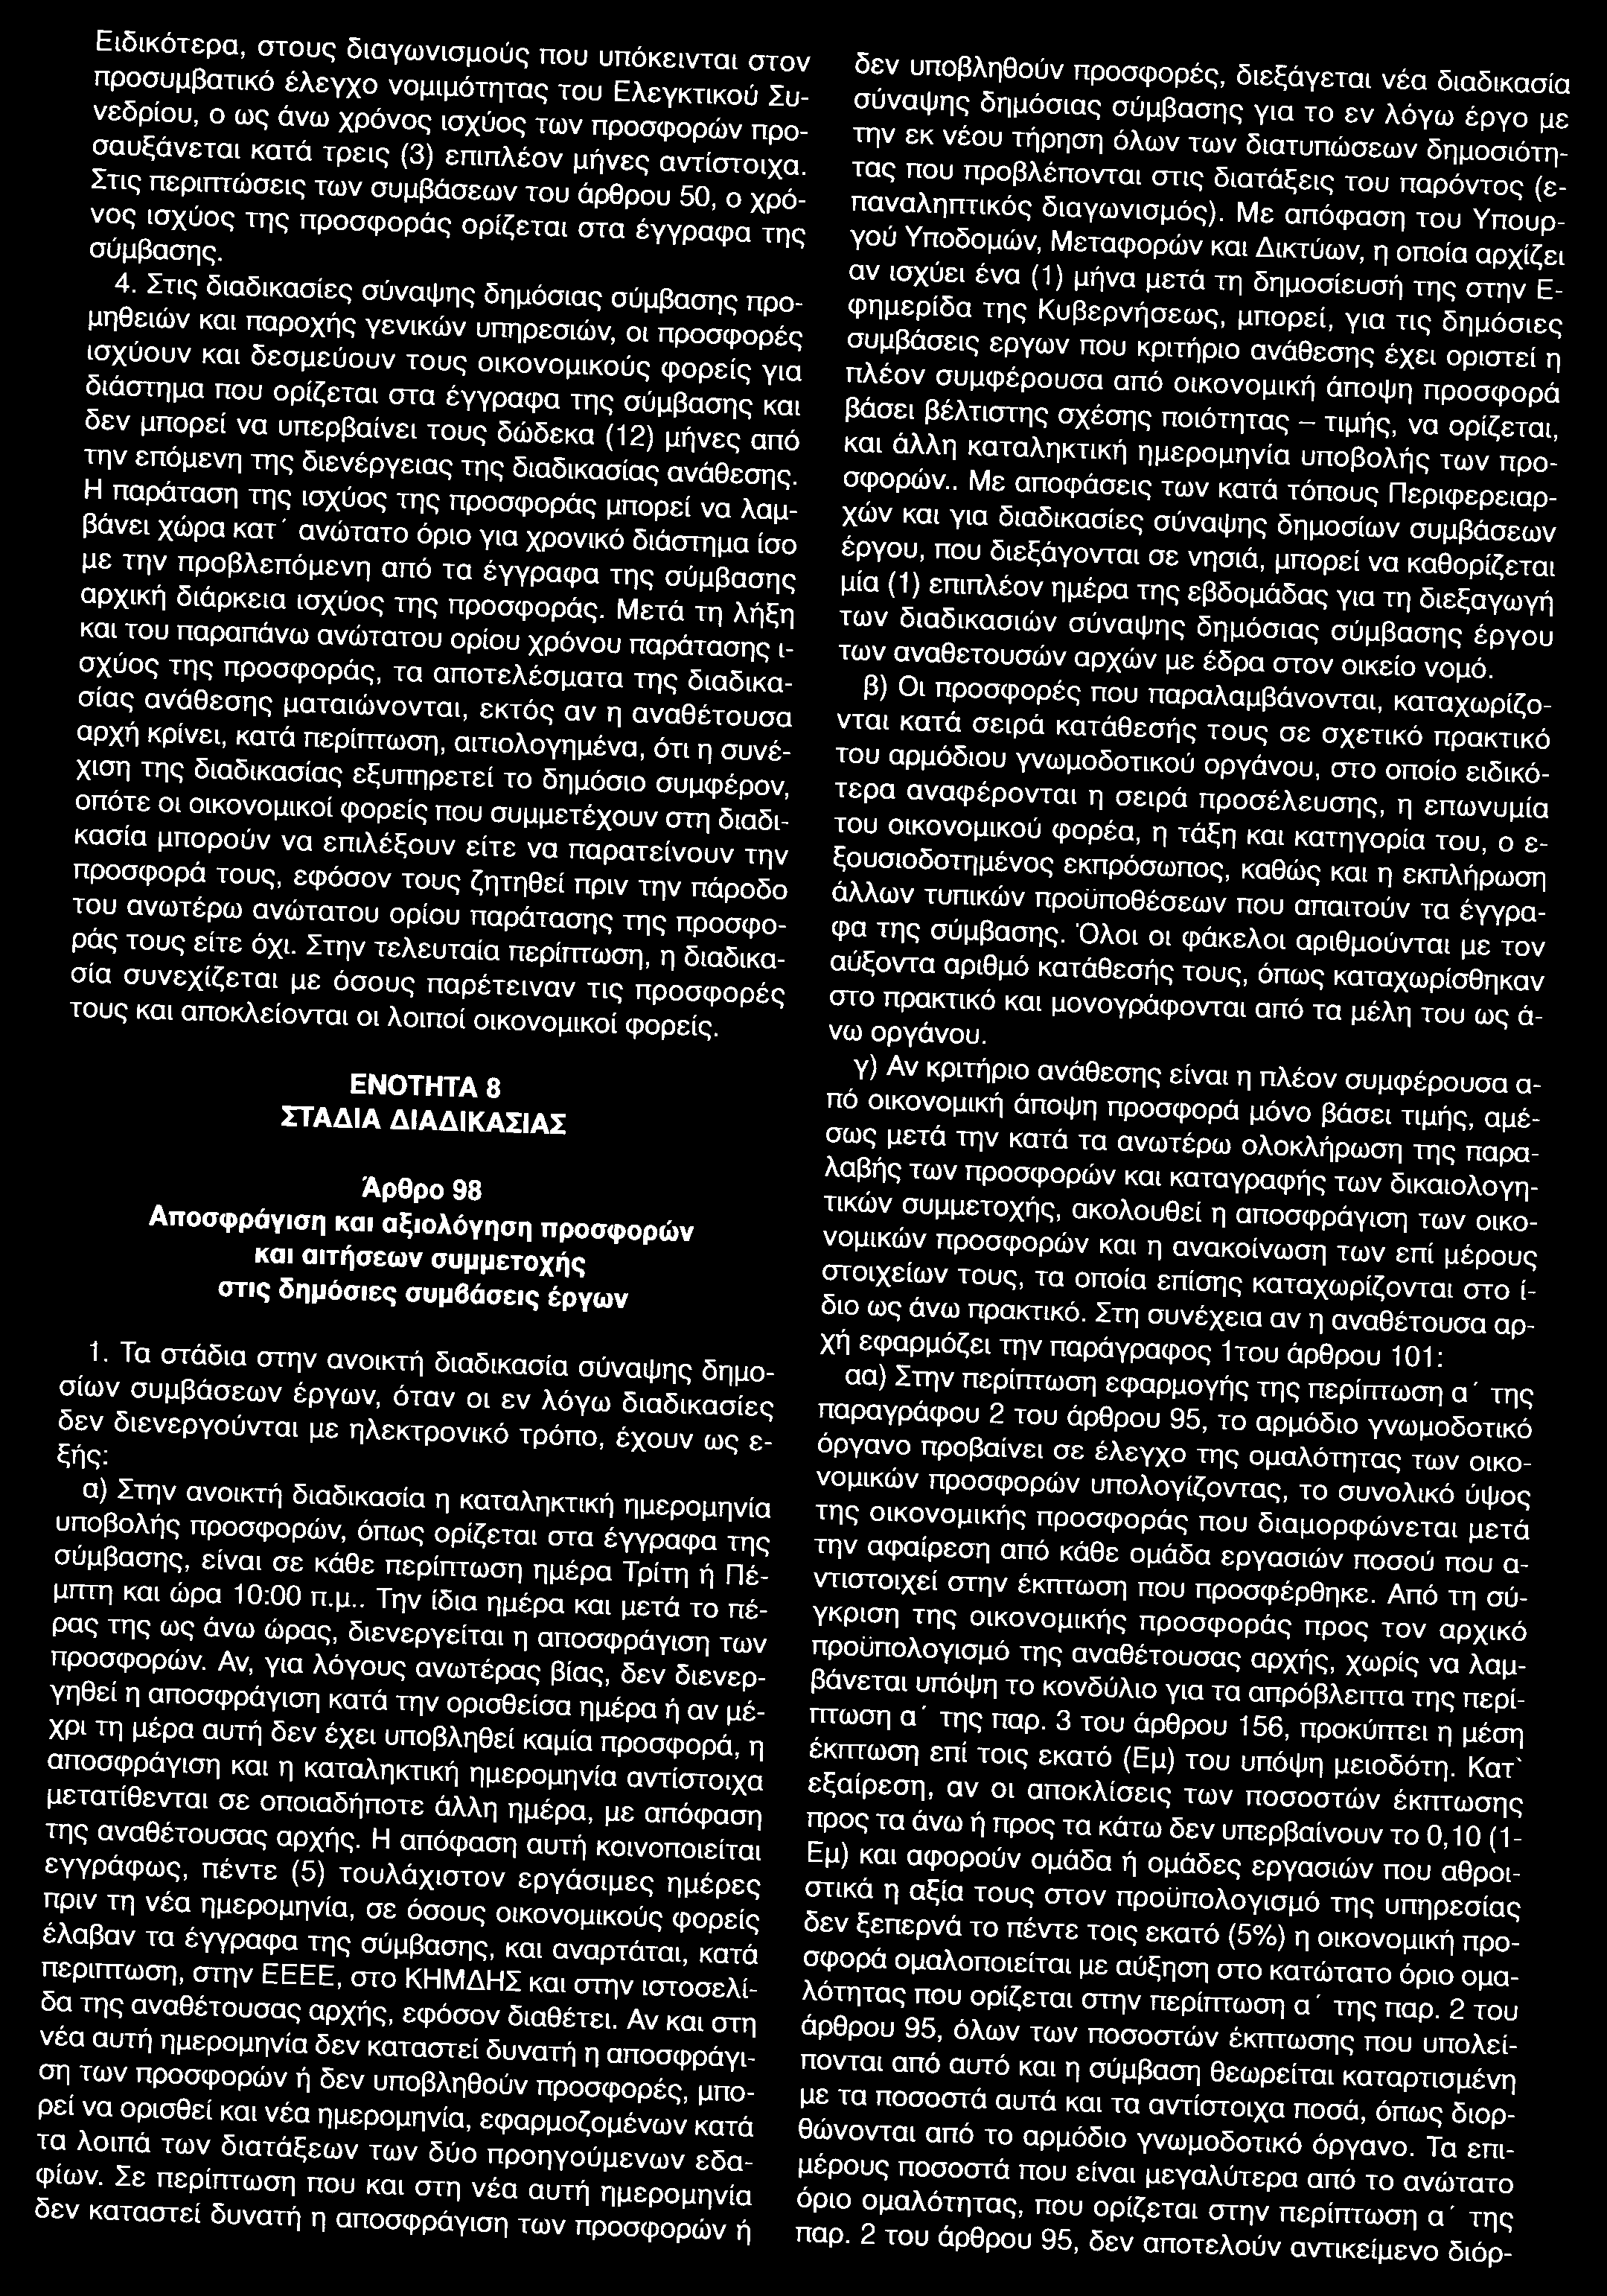 Ειδικότερα, στους διαγωνισμούς που υπόκεινται στον
προσυμβατικό έλεγχο νομιμότητας του Ελεγκτικού Συ-
νεδρίου, ο ως άνω χρόνος ισχύος των προσφορών προ-
σαυξάνεται κατά τρεις (3) επιπλέον μήνες αντίστοιχα.
Στις περιπτώσεις των συμβάσεων του άρθρου 50, ο χρό-
νος ισχύος της προσφοράς ορίζεται στα έγγραφα της
σύμβασης.
4. Στις διαδικασίες σύναψης δημόσιας σύμβασης προ-
μηθειών και παροχής γενικών υπηρεσιών, οι προσφορές
ισχύουν και δεσμεύουν τους οικονομικούς φορείς για
διάστημα που ορίζεται στα έγγραφα της σύμβασης και
δεν μπορεί να υπερβαίνει τους δώδεκα (12) μήνες από
την επόμενη της διενέργειας της διαδικασίας ανάθεσης.
Η παράταση της ισχύος της προσφοράς μπορεί να λαμ-
βάνει χώρα κατ΄ ανώτατο όριο για χρονικό διάστημα ίσο
με την προβλεπόμενη από τα έγγραφα της σύμβασης
αρχική διάρκεια ισχύος της προσφοράς. Μετά τη λήξη
και του παραπάνω ανώτατου ορίου χρόνου παράτασης ι-
σχύος της προσφοράς, τα αποτελέσματα της διαδικα-
σίας ανάθεσης ματαιώνονται, εκτός αν η αναθέτουσα
αρχή κρίνει, κατά περίπτωση, αιτιολογημένα, ότι η συνέ-
χιση της διαδικασίας εξυπηρετεί το δημόσιο συμφέρον,
οπότε οι οικονομικοί φορείς που συμμετέχουν στη διαδι-
κασία μπορούν να επιλέξουν είτε να παρατείνουν την
προσφορά τους, εφόσον τους ζητηθεί πριν την πάροδο
του ανωτέρω ανώτατου ορίου παράτασης της προσφο-
ράς τους είτε όχι. Στην τελευταία περίπτωση, η διαδικα-
σία συνεχίζεται με όσους παρέτειναν τις προσφορές
τους και αποκλείονται οι λοιποί οικονομικοί φορείς.
ΕΝΟΤΗΤΑ 8
ΣΤΑΔΙΑ ΔΙΑΔΙΚΑΣΙΑΣ
Άρθρο 98
Αποσφράγιση και αξιολόγηση προσφορών
και αιτήσεων συμμετοχής
στις δημόσιες συμβάσεις έργων
1. Τα στάδια στην ανοικτή διαδικασία σύναψης δημο-
σίων συμβάσεων έργων, όταν οι εν λόγω διαδικασίες
δεν διενεργούνται με ηλεκτρονικό τρόπο, έχουν ως ε-
ξής:
α) Στην ανοικτή διαδικασία η καταληκτική ημερομηνία
υποβολής προσφορών, όπως ορίζεται στα έγγραφα της
σύμβασης, είναι σε κάθε περίπτωση ημέρα Τρίτη ή Πέ-
μπτη και ώρα 10:00 π.μ.. Την ίδια ημέρα και μετά το πέ-
ρας της ως άνω ώρας, διενεργείται η αποσφράγιση των
προσφορών. Αν, για λόγους ανωτέρας βίας, δεν διενερ-
γηθεί η αποσφράγιση κατά την ορισθείσα ημέρα ή αν μέ-
χρι τη μέρα αυτή δεν έχει υποβληθεί καμία προσφορά, η
αποσφράγιση και η καταληκτική ημερομηνία αντίστοιχα
μετατίθενται σε οποιαδήποτε άλλη ημέρα, με απόφαση
της αναθέτουσας αρχής. Η απόφαση αυτή κοινοποιείται
εγγράφως, πέντε (5) τουλάχιστον εργάσιμες ημέρες
πριν τη νέα ημερομηνία, σε όσους οικονομικούς φορείς
έλαβαν τα έγγραφα της σύμβασης, και αναρτάται, κατά
περιπτωση, στην ΕΕΕΕ, στο ΚΗΜΔΗΣ και στην ιστοσελί-
δα της αναθέτουσας αρχής, εφόσον διαθέτει. Αν και στη
νέα αυτή ημερομηνία δεν καταστεί δυνατή η αποσφράγι-
ση των προσφορών ή δεν υποβληθούν προσφορές, μπο-
ρεί να ορισθεί και νέα ημερομηνία, εφαρμοζομένων κατά
τα λοιπά των διατάξεων των δύο προηγούμενων εδα-
φίων. Σε περίπτωση που και στη νέα αυτή ημερομηνία
δεν καταστεί δυνατή η αποσφράγιση των προσφορών ή
δεν υποβληθούν προσφορές, διεξάγεται νέα διαδικασία
σύναψης δημόσιας σύμβασης για το εν λόγω έργο με
την εκ νέου τήρηση όλων των διατυπώσεων δημοσιότη-
τας που προβλέπονται στις διατάξεις του παρόντος (ε-
παναληπτικός διαγωνισμός). Με απόφαση του Υπουρ-
γού Υποδομών, Μεταφορών και Δικτύων, η οποία αρχίζει
αν ισχύει ένα (1) μήνα μετά τη δημοσίευσή της στην Ε-
φημερίδα της Κυβερνήσεως, μπορεί, για τις δημόσιες
συμβάσεις εργων που κριτήριο ανάθεσης έχει οριστεί η
πλέον συμφέρουσα από οικονομική άποψη προσφορά
βάσει βέλτιστης σχέσης ποιότητας – τιμής, να ορίζεται,
και άλλη καταληκτική ημερομηνία υποβολής των προ-
σφορών.. Με αποφάσεις των κατά τόπους Περιφερειαρ-
χών και για διαδικασίες σύναψης δημοσίων συμβάσεων
έργου, που διεξάγονται σε νησιά, μπορεί να καθορίζεται
μία (1) επιπλέον ημέρα της εβδομάδας για τη διεξαγωγή
των διαδικασιών σύναψης δημόσιας σύμβασης έργου
των αναθετουσών αρχών με έδρα στον οικείο νομό.
β) Οι προσφορές που παραλαμβάνονται, καταχωρίζο-
νται κατά σειρά κατάθεσής τους σε σχετικό πρακτικό
του αρμόδιου γνωμοδοτικού οργάνου, στο οποίο ειδικό-
τερα αναφέρονται η σειρά προσέλευσης, η επωνυμία
του οικονομικού φορέα, η τάξη και κατηγορία του, ο ε-
ξουσιοδοτημένος εκπρόσωπος, καθώς και η εκπλήρωση
άλλων τυπικών προϋποθέσεων που απαιτούν τα έγγρα-
φα της σύμβασης. Όλοι οι φάκελοι αριθμούνται με τον
αύξοντα αριθμό κατάθεσής τους, όπως καταχωρίσθηκαν
στο πρακτικό και μονογράφονται από τα μέλη του ως ά-
νω οργάνου.
γ) Αν κριτήριο ανάθεσης είναι η πλέον συμφέρουσα α-
πό οικονομική άποψη προσφορά μόνο βάσει τιμής, αμέ-
σως μετά την κατά τα ανωτέρω ολοκλήρωση της παρα-
λαβής των προσφορών και καταγραφής των δικαιολογη-
τικών συμμετοχής, ακολουθεί η αποσφράγιση των οικο-
νομικών προσφορών και η ανακοίνωση των επί μέρους
στοιχείων τους, τα οποία επίσης καταχωρίζονται στο ί-
διο ως άνω πρακτικό. Στη συνέχεια αν η αναθέτουσα αρ-
χή εφαρμόζει την παράγραφος 1του άρθρου 101:
αα) Στην περίπτωση εφαρμογής της περίπτωση α΄ της
παραγράφου 2 του άρθρου 95, το αρμόδιο γνωμοδοτικό
όργανο προβαίνει σε έλεγχο της ομαλότητας των οικο-
νομικών προσφορών υπολογίζοντας, το συνολικό ύψος
της οικονομικής προσφοράς που διαμορφώνεται μετά
την αφαίρεση από κάθε ομάδα εργασιών ποσού που α-
ντιστοιχεί στην έκπτωση που προσφέρθηκε. Από τη σύ-
γκριση της οικονομικής προσφοράς προς τον αρχικό
προϋπολογισμό της αναθέτουσας αρχής, χωρίς να λαμ-
βάνεται υπόψη το κονδύλιο για τα απρόβλεπτα της περί-
πτωση α΄ της παρ. 3 του άρθρου 156, προκύπτει η μέση
έκπτωση επί τοις εκατό (Εμ) του υπόψη μειοδότη. Κατ`
εξαίρεση, αν οι αποκλίσεις των ποσοστών έκπτωσης
προς τα άνω ή προς τα κάτω δεν υπερβαίνουν το 0,10 (1-
Εμ) και αφορούν ομάδα ή ομάδες εργασιών που αθροι-
στικά η αξία τους στον προϋπολογισμό της υπηρεσίας
δεν ξεπερνά το πέντε τοις εκατό (5%) η οικονομική προ-
σφορά ομαλοποιείται με αύξηση στο κατώτατο όριο ομα-
λότητας που ορίζεται στην περίπτωση α΄ της παρ. 2 του
άρθρου 95, όλων των ποσοστών έκπτωσης που υπολεί-
πονται από αυτό και η σύμβαση θεωρείται καταρτισμένη
με τα ποσοστά αυτά και τα αντίστοιχα ποσά, όπως διορ-
θώνονται από το αρμόδιο γνωμοδοτικό όργανο. Τα επι-
μέρους ποσοστά που είναι μεγαλύτερα από το ανώτατο
όριο ομαλότητας, που ορίζεται στην περίπτωση α΄ της
παρ. 2 του άρθρου 95, δεν αποτελούν αντικείμενο διόρ-